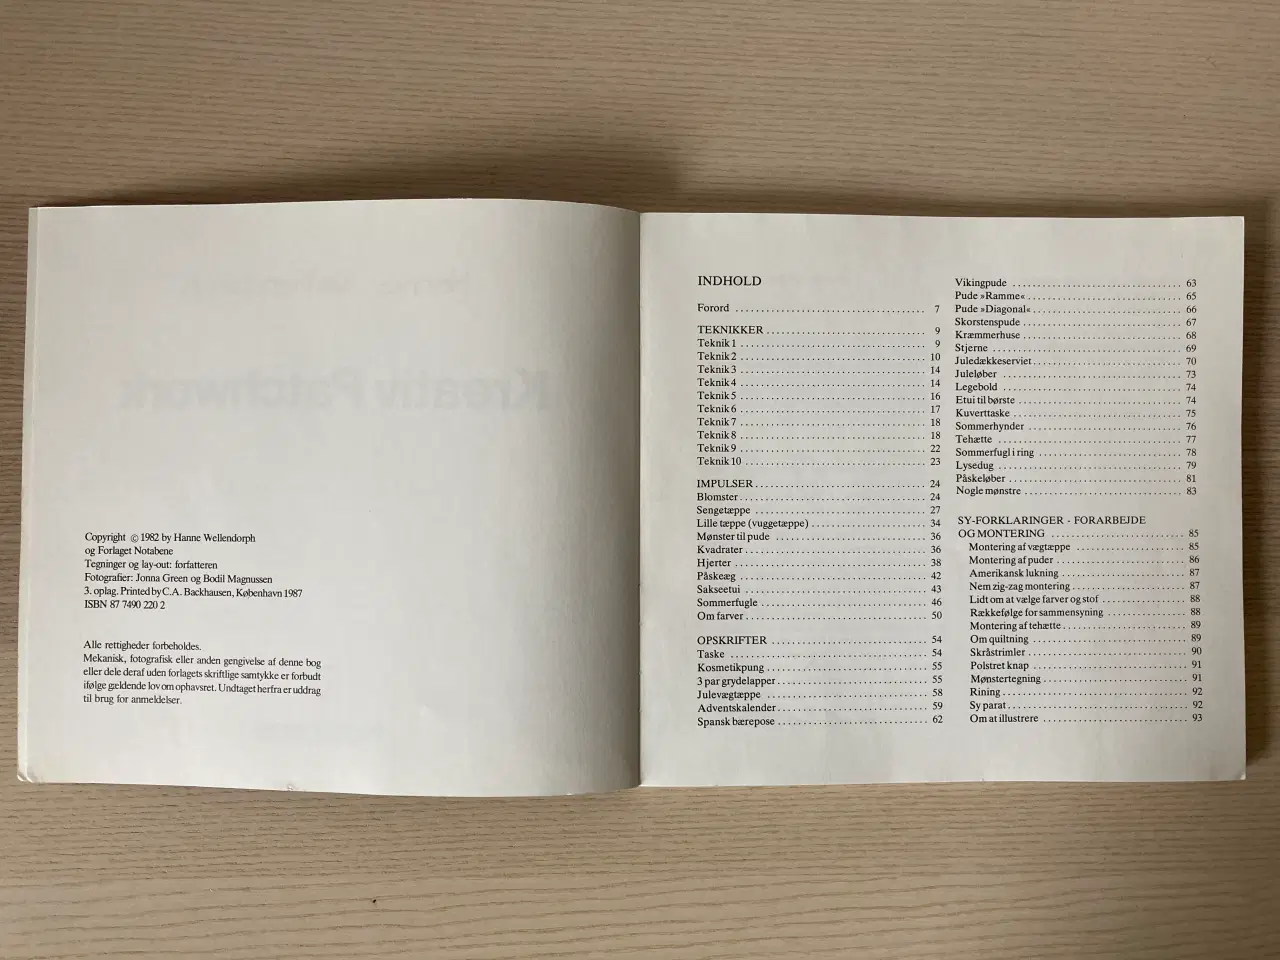 Kreativ Patchwork
Copyright © 1982 by Hanne Wellendorph
og Forlaget Notabene
Tegninger og lay-out: forfatteren
Fotografier: Jonna Green og Bodil Magnussen
3. oplag. Printed by C.A. Backhausen, København 1987
ISBN 87 7490 220 2
Alle rettigheder forbeholdes.
Mekanisk, fotografisk eller anden gengivelse af denne bog
eller dele deraf uden forlagets skriftlige samtykke er forbudt
ifølge gældende lov om ophavsret. Undtaget herfra er uddrag
til brug for anmeldelser.
INDHOLD
Forord 7
TEKNIKKER 9
Teknik 1 9
Teknik 2 10
Teknik 3 14
Teknik 4 14
Teknik 5 16
Teknik 6 17
Teknik 7 18
Teknik 8 18
Teknik 9 22
Teknik 10 23
IMPULSER 24
Blomster 24
Sengetæppe 27
Lille tæppe (vuggetæppe) 34
Mønster til pude 36
Kvadrater 36
Hjerter 38
Påskeæg 42
Sakseetui 43
Sommerfugle 46
Om farver 50
OPSKRIFTER 54
Taske 54
Kosmetikpung 55
3 par grydelapper 55
Julevægtæppe 58
Adventskalender 59
Spansk bærepose 62
Vikingpude 63
Pude »Ramme« 65
Pude »Diagonal« 66
Skorstenspude 67
Kræmmerhuse 68
Stjerne 69
Juledækkeserviet 70
Juleløber 73
Legebold 74
Etui til børste 74
Kuverttaske 75
Sommerhynder 76
Tehætte 77
Sommerfugl i ring 78
Lysedug 79
Påskeløber 81
Nogle mønstre 83
SY-FORKLARINGER - FORARBEJDE
OG MONTERING 85
Montering af vægtæppe 85
Montering af puder 86
Amerikansk lukning 87
Nem zig-zag montering 87
Lidt om at vælge farver og stof 88
Rækkefølge for sammensyning 88
Montering af tehætte 89
Om quiltning 89
Skråstrimler 90
Polstret knap 91
Mønstertegning 91
Rining 92
Sy parat 92
Om at illustrere 93